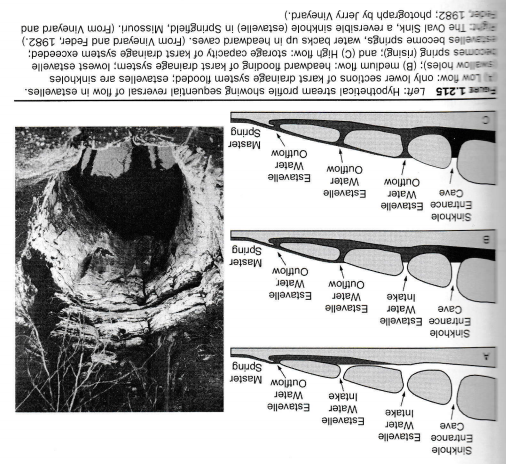 Sinkhole
Entrance
Cave
Estavelle
Water
Intake
Estavelle
Water
Intake
Estavelle
Water
Outflow
Master
Spring
A
Sinkhole
Entrance
Cave
Estavelle
Water
Intake
Estavelle
Water
Outflow
Estavelle
Water
Outflow
Master
Spring
B
Sinkhole
Entrance
Cave
Estavelle
Water
Outflow
Estavelle
Water
Outflow
Estavelle
Water
Outflow
Master
Spring
C
FIGURE 1.215 Left: Hypothetical stream profile showing sequential reversal of flow in estavelles.
(A) Low flow: only lower sections of karst drainage system flooded; estavelles are sinkholes
(swallow holes); (B) medium flow: headward flooding of karst drainage system; lowest estavelle
becomes spring (rising); and (C) High flow: storage capacity of karst drainage system exceeded;
estavelles become springs, water backs up in headward caves. (From Vineyard and Feder, 1982.)
Right: The Oval Sink, a reversible sinkhole (estavelle) in Springfield, Missouri. (From Vineyard and
Feder, 1982; photograph by Jerry Vineyard.)